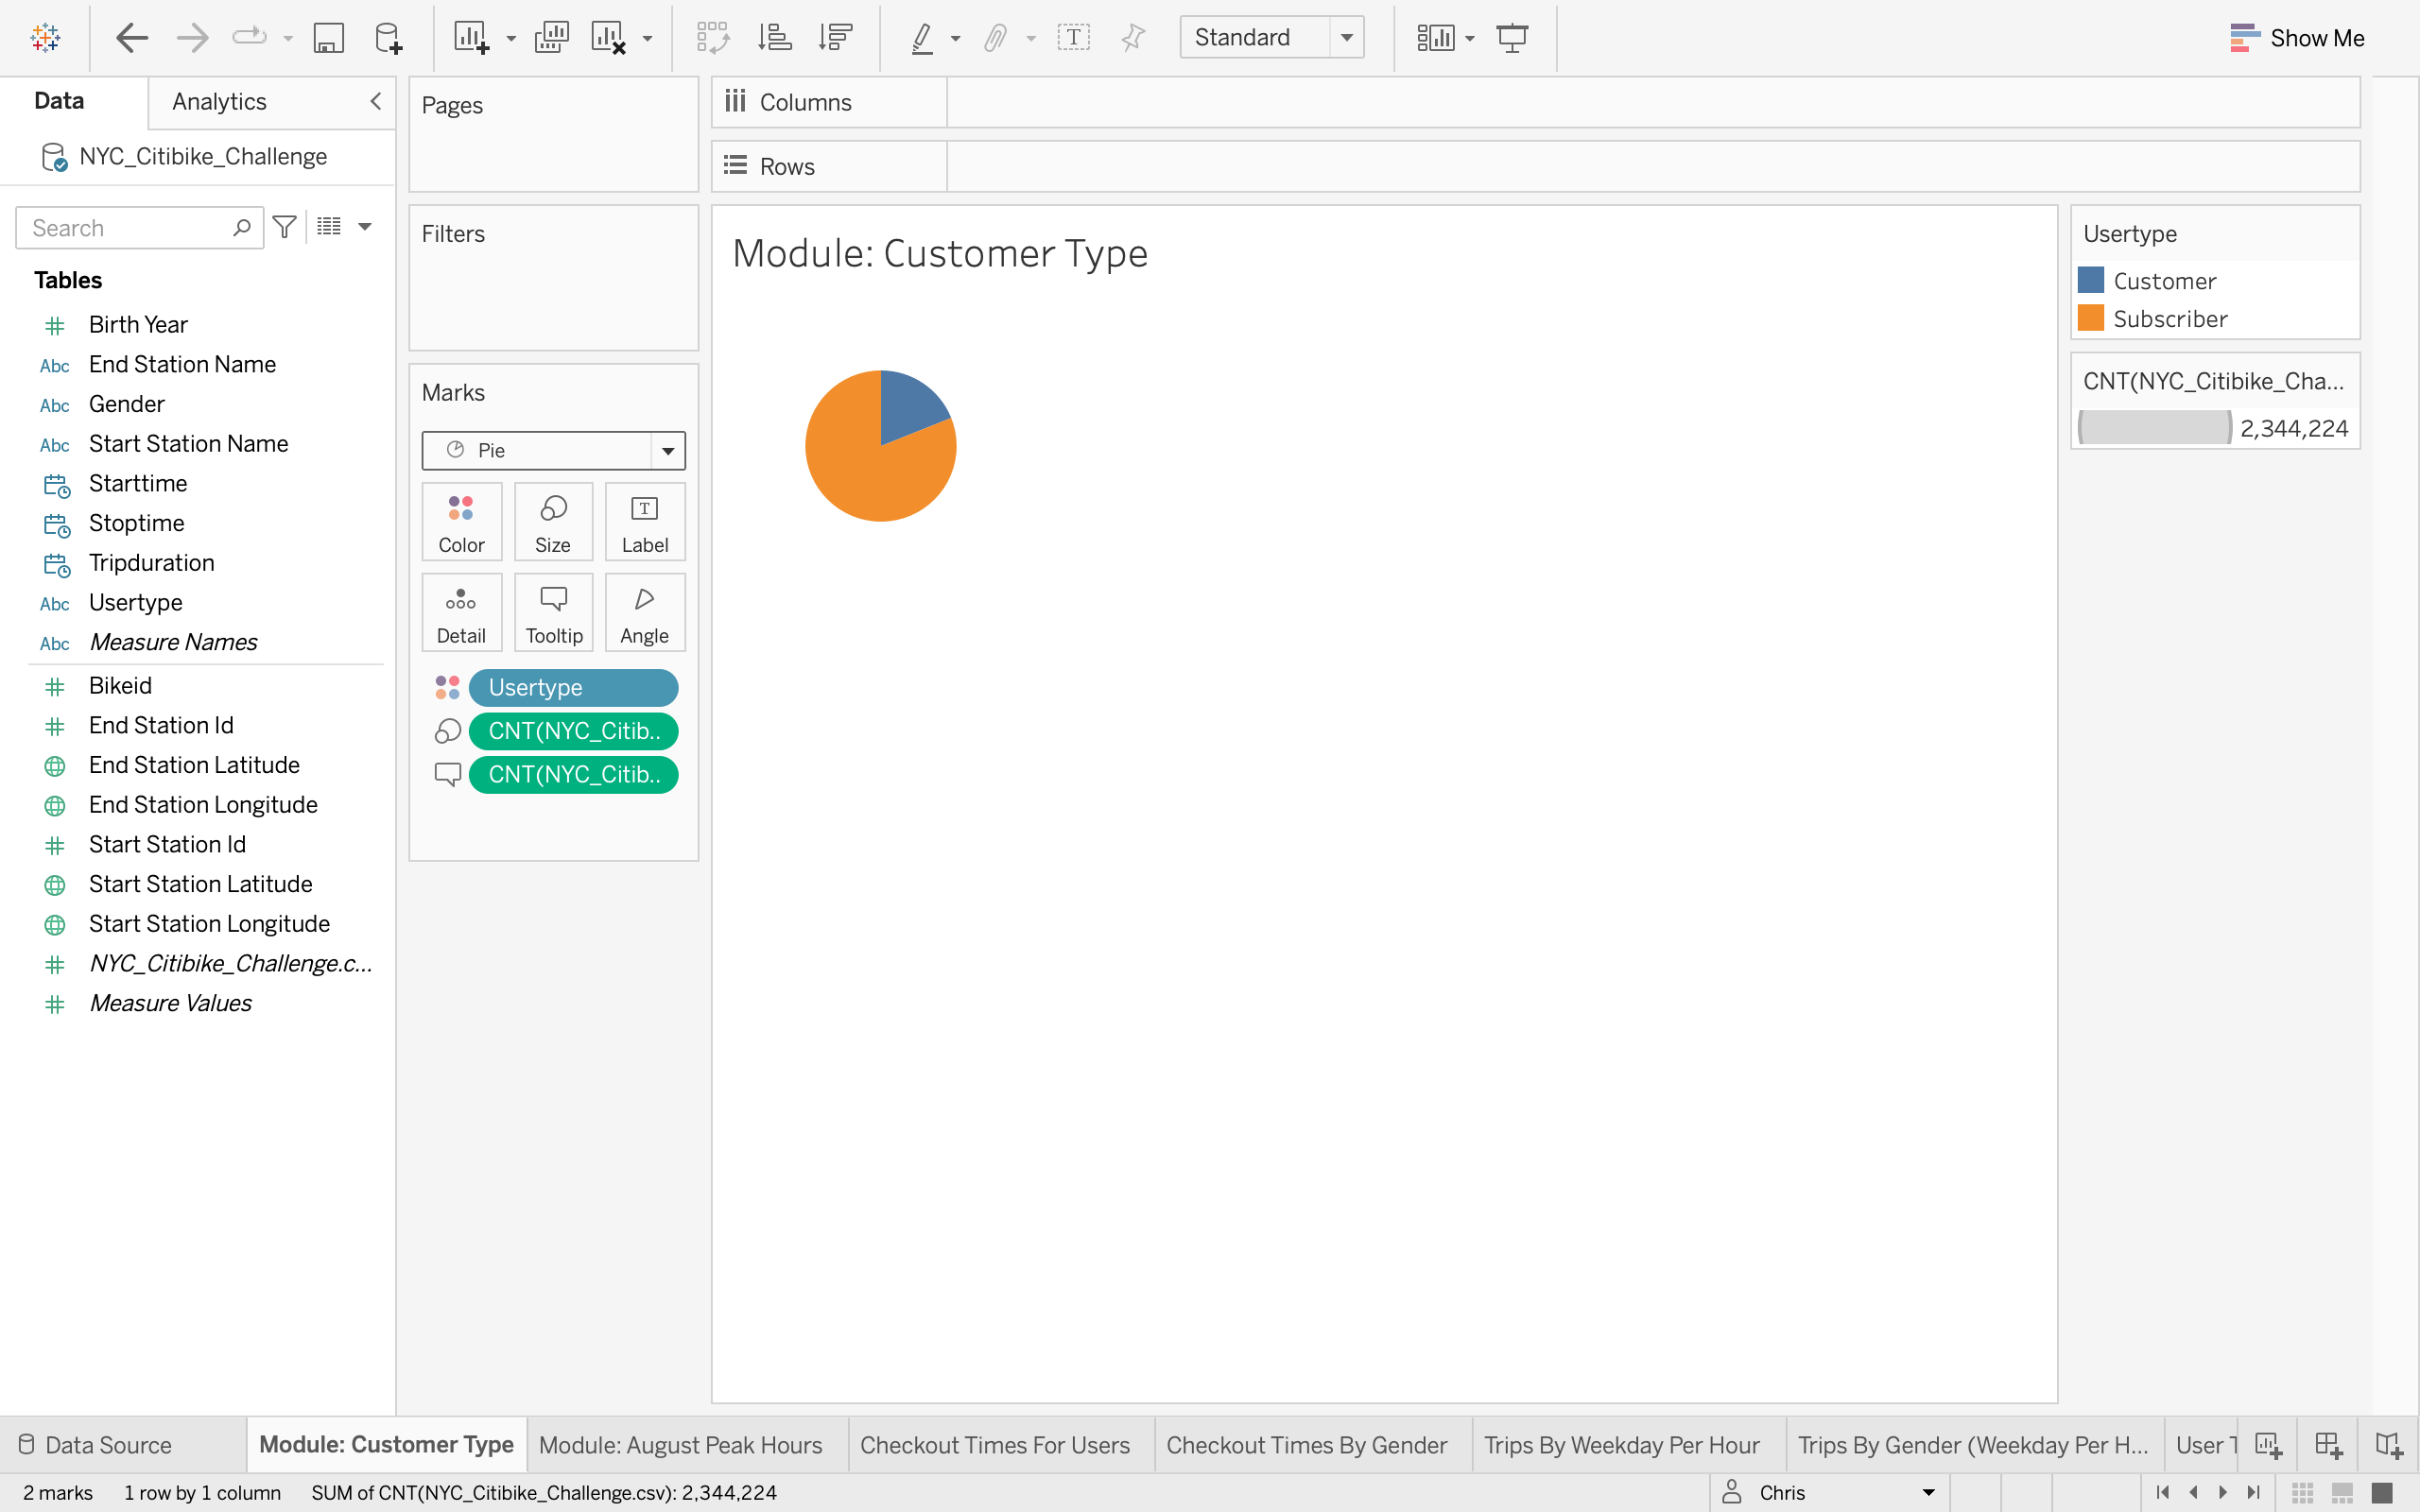 Standard
Show Me
Data
Analytics
NYC_Citibike_Challenge
Search
Tables
Birth Year
Abc End Station Name
Abc Gender
Abc Start Station Name
Starttime
Stoptime
Tripduration
Abc Usertype
Abc Measure Names
Bikeid
End Station Id
End Station Latitude
End Station Longitude
Start Station Id
Start Station Latitude
Start Station Longitude
NYC_Citibike_Challenge.c...
Measure Values
Pages
Filters
Marks
Pie
Color Size Label
Detail Tooltip Angle
Usertype
CNT(NYC_Citib..
CNT(NYC_Citib..
Columns
Rows
Module: Customer Type
Usertype
Customer
Subscriber
CNT(NYC_Citibike_Cha...
2,344,224
Data Source
Module: Customer Type
Module: August Peak Hours
Checkout Times For Users
Checkout Times By Gender
Trips By Weekday Per Hour
Trips By Gender (Weekday Per H...
User T
2 marks
1 row by 1 column
SUM of CNT(NYC_Citibike_Challenge.csv): 2,344,224
Chris